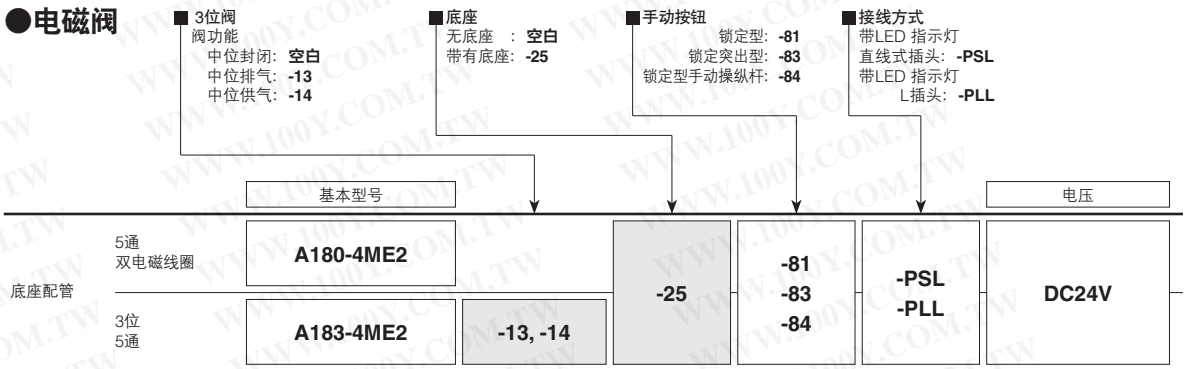 ●电磁阀
■ 3位阀
阀功能
中位封闭: 空白
中位排气: -13
中位供气: -14
■底座
无底座 : 空白
带有底座: -25
■手动按钮
锁定型: -81
锁定突出型: -83
锁定型手动操纵杆: -84
■接线方式
带LED 指示灯
直线式插头: -PSL
带LED 指示灯
L插头: -PLL
基本型号
电压
底座配管
5通
双电磁线圈
A180-4ME2
3位
5通
A183-4ME2
-13, -14
-25
-81
-83
-84
-PSL
-PLL
DC24V
WWW.100Y.COM.TW